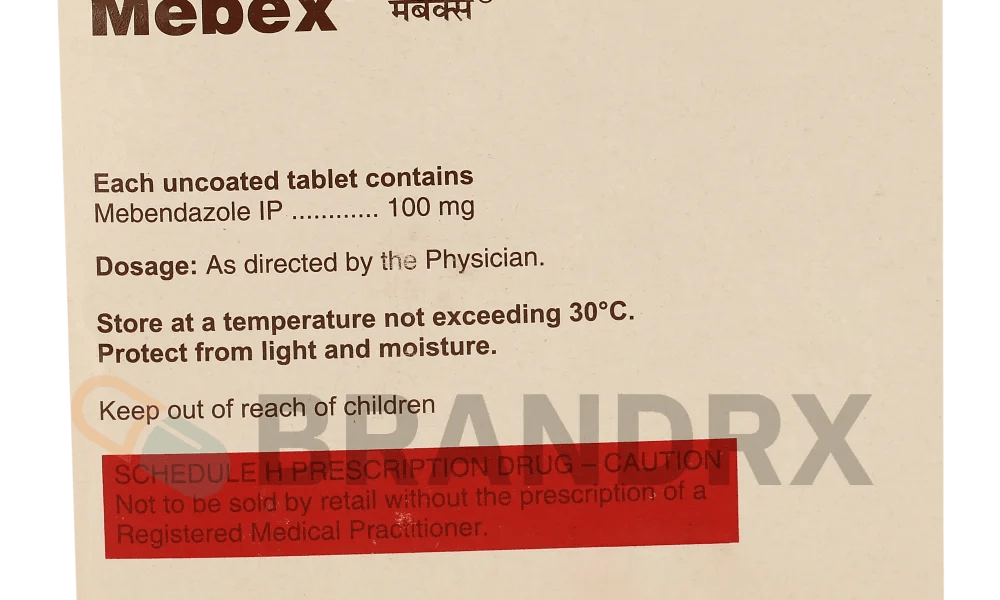 Mebex मेबेक्स®
Each uncoated tablet contains
Mebendazole IP ............ 100 mg
Dosage: As directed by the Physician.
Store at a temperature not exceeding 30°C.
Protect from light and moisture.
Keep out of reach of children
BRANDRX
SCHEDULE H PRESCRIPTION DRUG – CAUTION
Not to be sold by retail without the prescription of a
Registered Medical Practitioner.